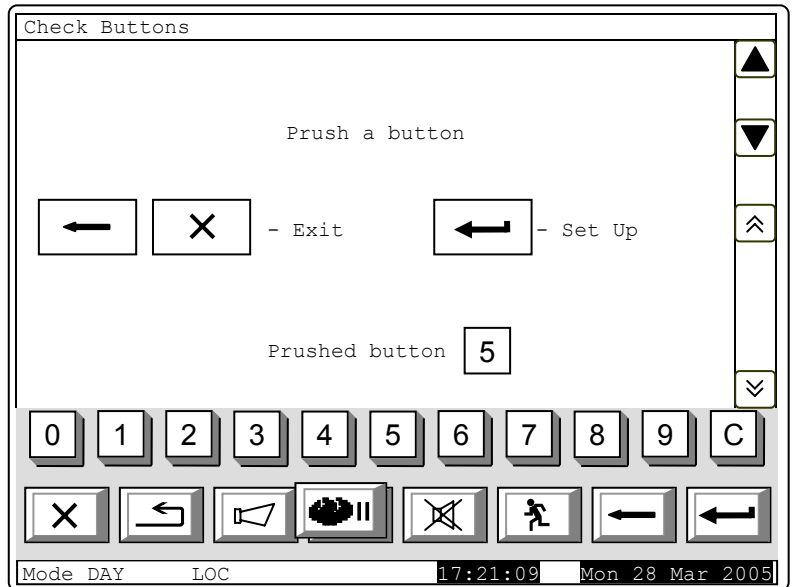 Check Buttons
Prush a button
- Exit - Set Up
Prushed button 5
0 1 2 3 4 5 6 7 8 9 C
Mode DAY LOC 17:21:09 Mon 28 Mar 2005